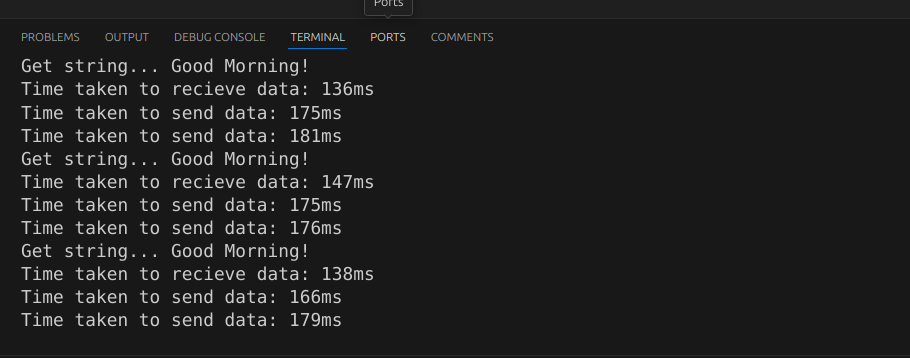 Ports
PROBLEMS OUTPUT DEBUG CONSOLE TERMINAL PORTS COMMENTS
Get string... Good Morning!
Time taken to recieve data: 136ms
Time taken to send data: 175ms
Time taken to send data: 181ms
Get string... Good Morning!
Time taken to recieve data: 147ms
Time taken to send data: 175ms
Time taken to send data: 176ms
Get string... Good Morning!
Time taken to recieve data: 138ms
Time taken to send data: 166ms
Time taken to send data: 179ms